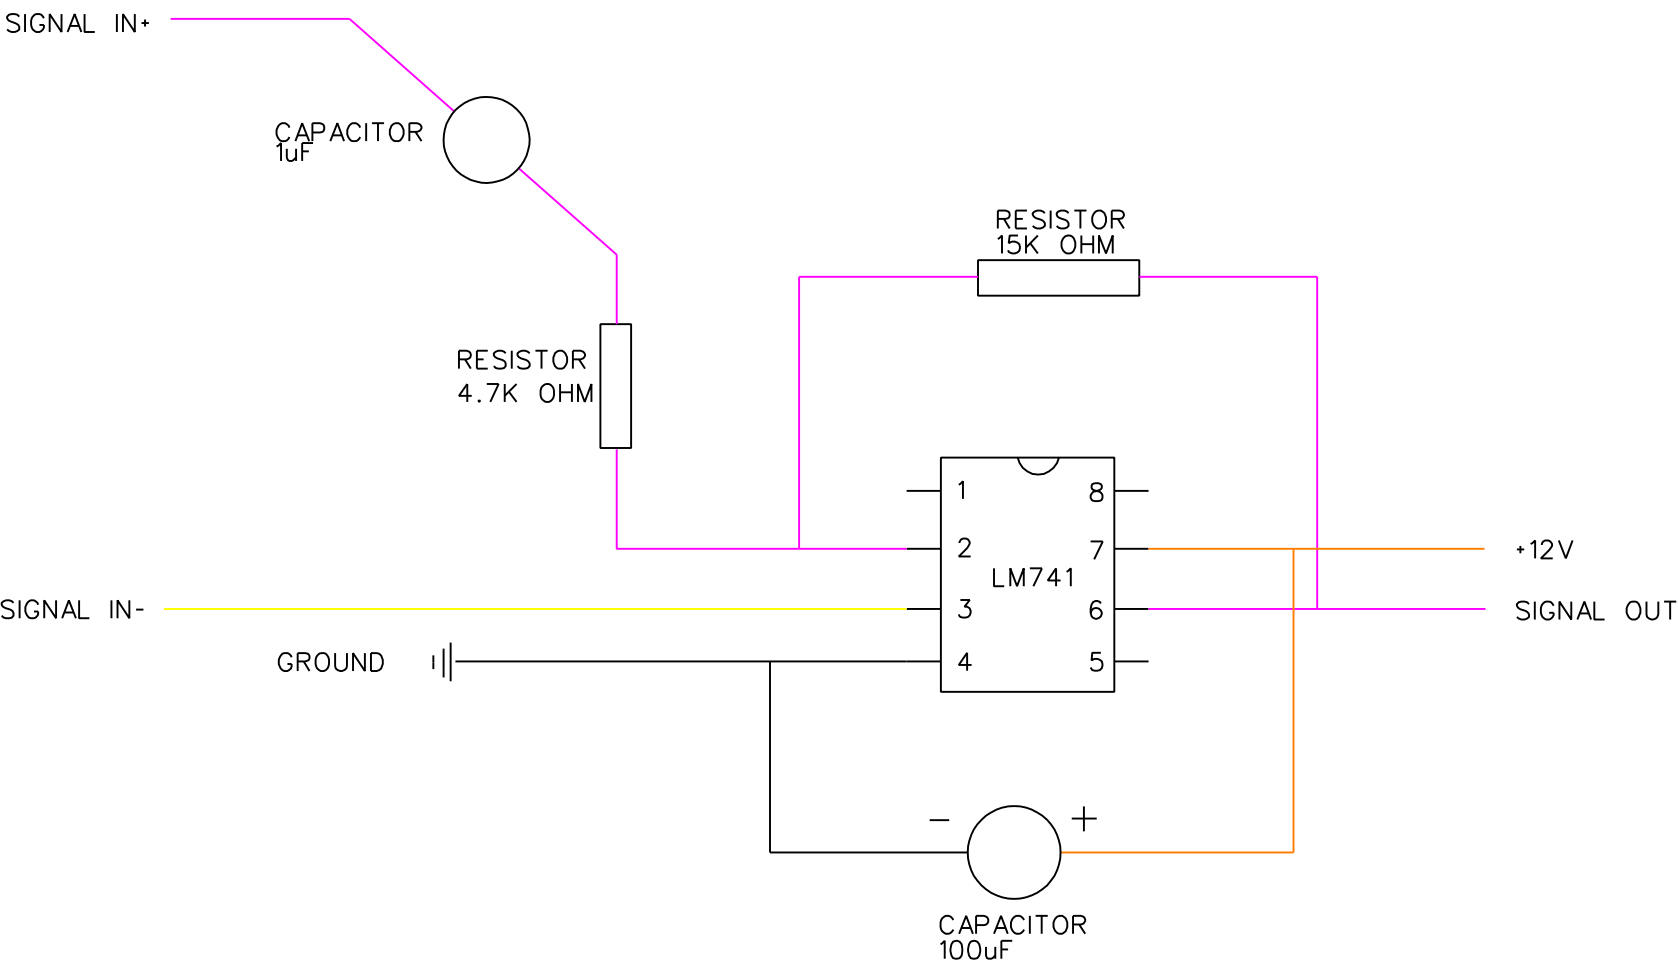 SIGNAL IN+
CAPACITOR
1uF
RESISTOR
15K OHM
RESISTOR
4.7K OHM
1
8
2
7
+12V
LM741
SIGNAL IN-
3
6
SIGNAL OUT
GROUND
4
5
- +
CAPACITOR
100uF